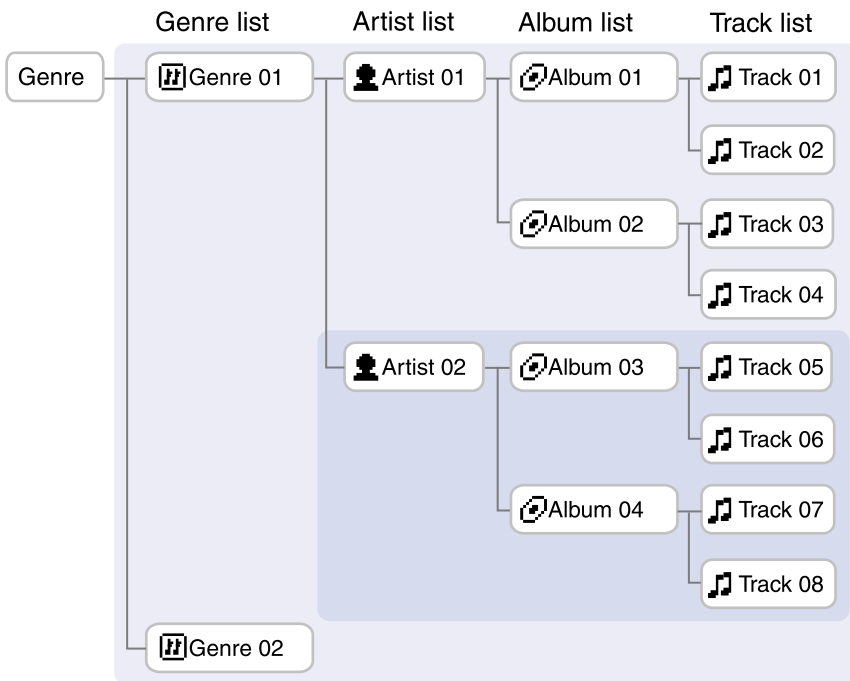 Genre list Artist list Album list Track list
Genre Genre 01 Artist 01 Album 01 Track 01
Track 02
Album 02 Track 03
Track 04
Artist 02 Album 03 Track 05
Track 06
Album 04 Track 07
Track 08
Genre 02